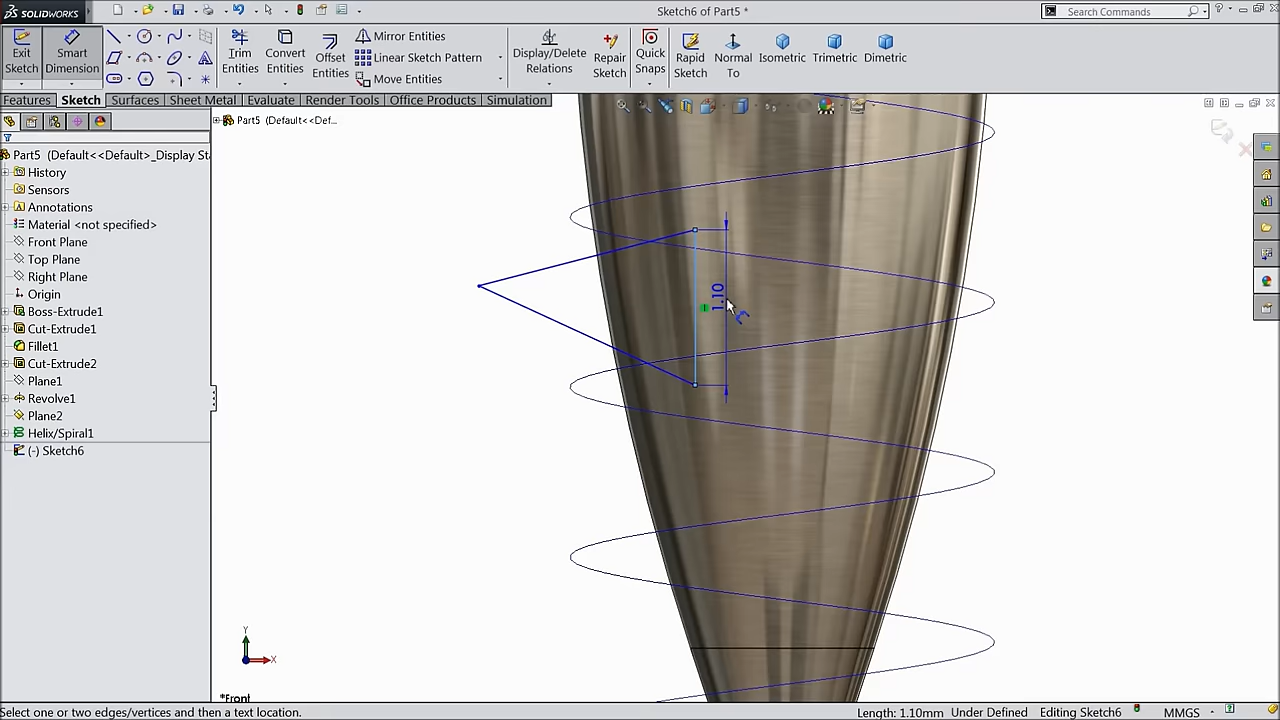 SOLIDWORKS
Sketch6 of Part5 *
Search Commands
Exit Sketch
Smart Dimension
Trim Entities
Convert Entities
Offset Entities
Mirror Entities
Linear Sketch Pattern
Move Entities
Display/Delete Relations
Repair Sketch
Quick Snaps
Rapid Sketch
Normal To
Isometric
Trimetric
Dimetric
Features
Sketch
Surfaces
Sheet Metal
Evaluate
Render Tools
Office Products
Simulation
Part5 (Default<<Def...
Part5 (Default<<Default>_Display St
History
Sensors
Annotations
Material <not specified>
Front Plane
Top Plane
Right Plane
Origin
Boss-Extrude1
Cut-Extrude1
Fillet1
Cut-Extrude2
Plane1
Revolve1
Plane2
Helix/Spiral1
(-) Sketch6
1.10
Y
X
*Front
Select one or two edges/vertices and then a text location.
Length: 1.10mm
Under Defined
Editing Sketch6
MMGS